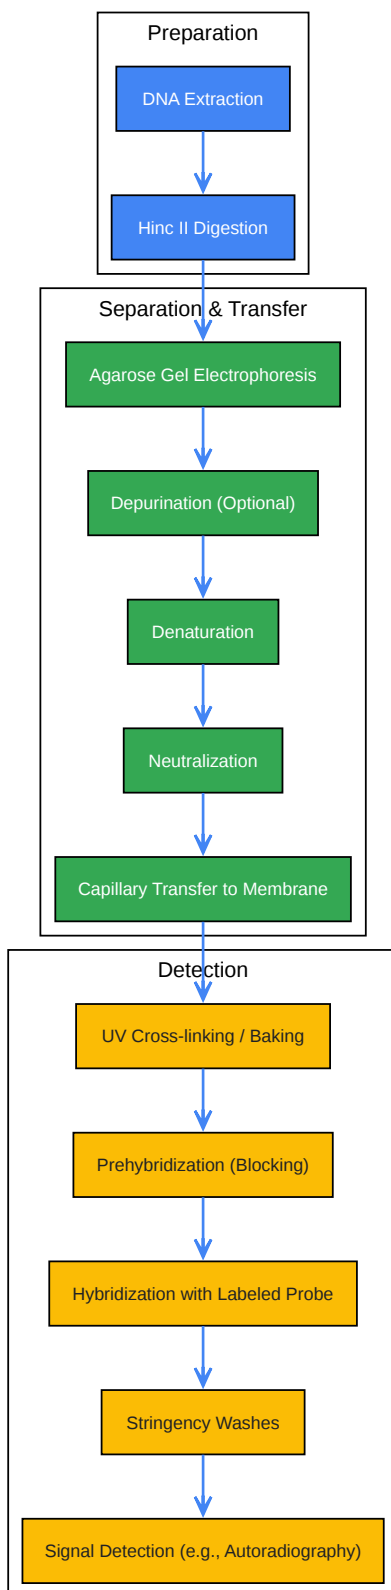 Preparation
DNA Extraction
Hinc II Digestion
Separation & Transfer
Agarose Gel Electrophoresis
Depurination (Optional)
Denaturation
Neutralization
Capillary Transfer to Membrane
Detection
UV Cross-linking / Baking
Prehybridization (Blocking)
Hybridization with Labeled Probe
Stringency Washes
Signal Detection (e.g., Autoradiography)